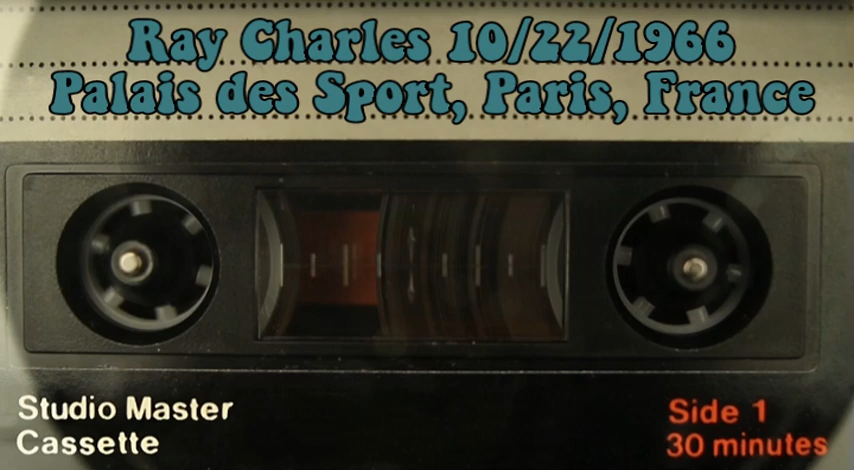 Ray Charles 10/22/1966
Palais des Sport, Paris, France
Studio Master
Cassette
Side 1
30 minutes